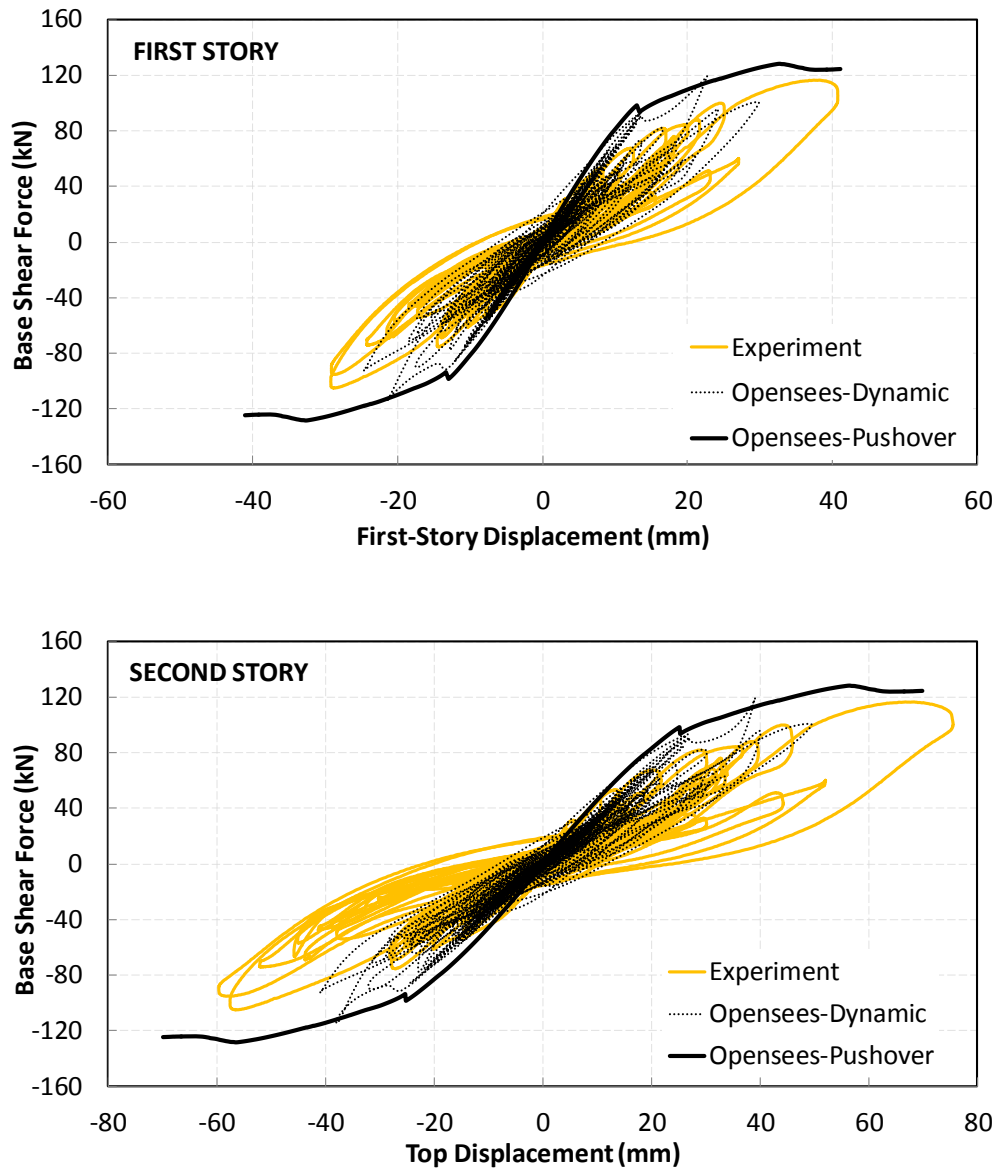 160
120
80
40
0
-40
-80
-120
-160
Base Shear Force (kN)
FIRST STORY
Experiment
Opensees-Dynamic
Opensees-Pushover
-60 -40 -20 0 20 40 60
First-Story Displacement (mm)
160
120
80
40
0
-40
-80
-120
-160
Base Shear Force (kN)
SECOND STORY
Experiment
Opensees-Dynamic
Opensees-Pushover
-80 -60 -40 -20 0 20 40 60 80
Top Displacement (mm)